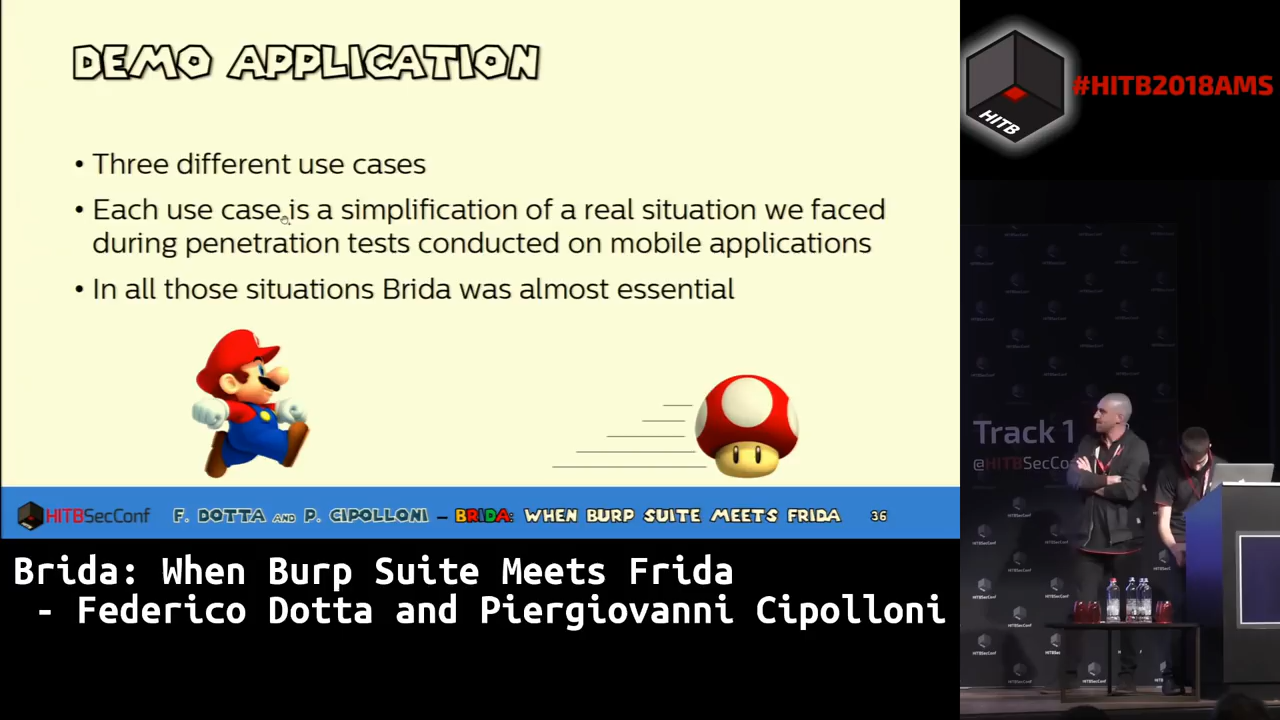 DEMO APPLICATION
• Three different use cases
• Each use case is a simplification of a real situation we faced
during penetration tests conducted on mobile applications
• In all those situations Brida was almost essential
HITBSecConf F. DOTTA AND P. CIPOLLONI – BRIDA: WHEN BURP SUITE MEETS FRIDA 36
Brida: When Burp Suite Meets Frida
- Federico Dotta and Piergiovanni Cipolloni
HITB
#HITB2018AMS
Track 1
@HITBSecCo